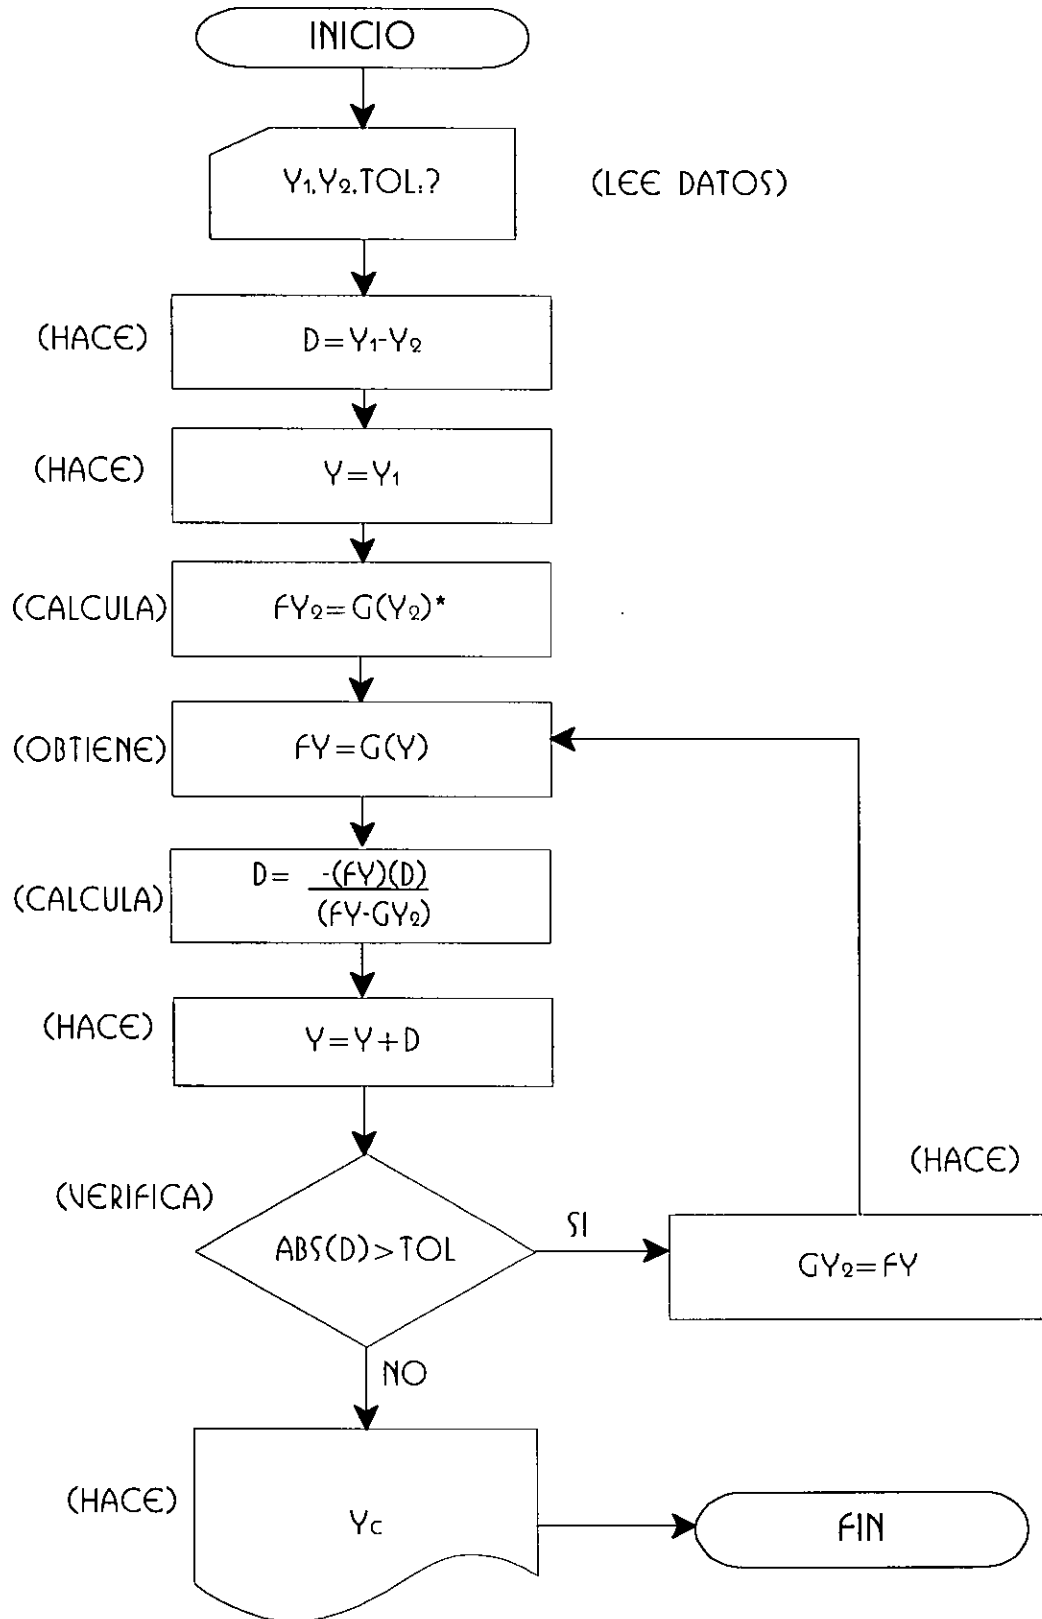 INICIO
Y₁,Y₂,TOL:?
(LEE DATOS)
(HACE)
D=Y₁-Y₂
(HACE)
Y=Y₁
(CALCULA)
FY₂=G(Y₂)*
(OBTIENE)
FY=G(Y)
(CALCULA)
D= -(FY)(D)
(FY-GY₂)
(HACE)
Y=Y+D
(VERIFICA)
ABS(D)>TOL
SI
(HACE)
GY₂=FY
NO
(HACE)
Yc
FIN